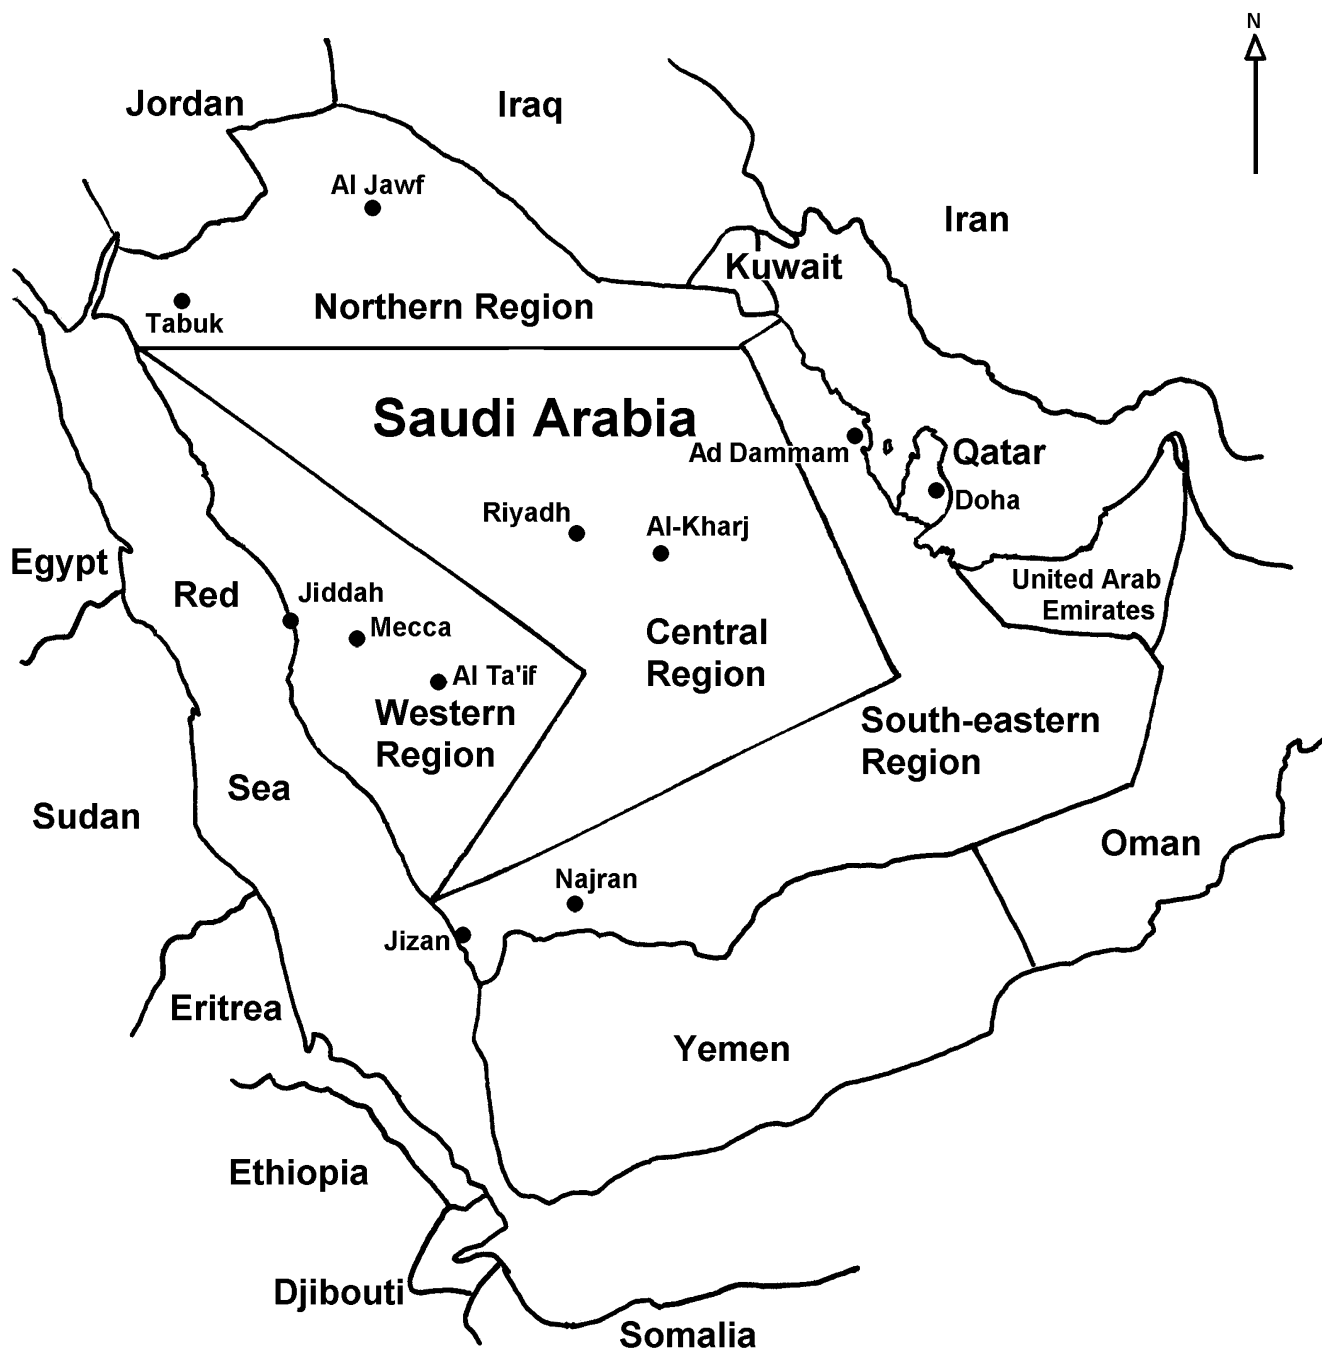 N
Jordan
Iraq
Al Jawf
Iran
Kuwait
Northern Region
Tabuk
Saudi Arabia
Ad Dammam
Qatar
Doha
Riyadh
Al-Kharj
Egypt
Red
Jiddah
United Arab
Emirates
Mecca
Central
Region
Al Ta'if
Western
Region
South-eastern
Region
Sea
Sudan
Oman
Najran
Jizan
Eritrea
Yemen
Ethiopia
Djibouti
Somalia